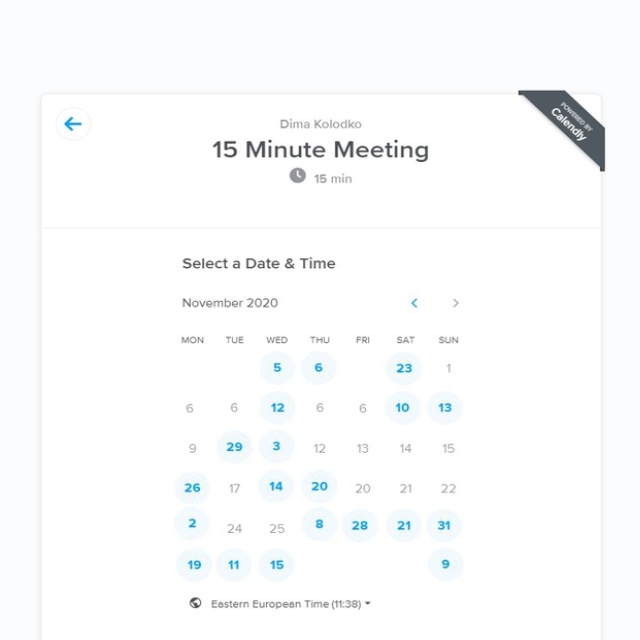 POWERED BY
Calendly
Dima Kolodko
15 Minute Meeting
15 min
Select a Date & Time
November 2020
MON TUE WED THU FRI SAT SUN
5 6 23 1
6 6 12 6 6 10 13
9 29 3 12 13 14 15
26 17 14 20 20 21 22
2 24 25 8 28 21 31
19 11 15 9
Eastern European Time (11:38)